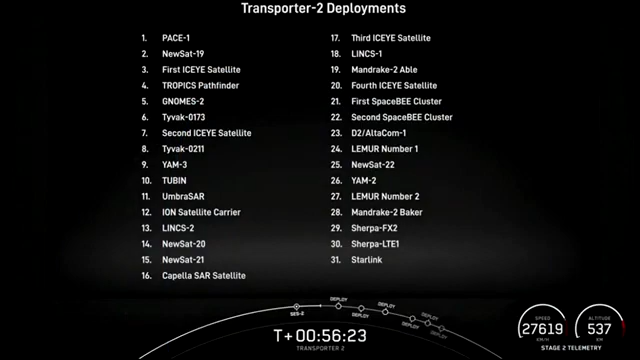 Transporter-2 Deployments
1. PACE-1
2. NewSat-19
3. First ICEYE Satellite
4. TROPICS Pathfinder
5. GNOMES-2
6. Tyvak-0173
7. Second ICEYE Satellite
8. Tyvak-0211
9. YAM-3
10. TUBIN
11. UmbraSAR
12. ION Satellite Carrier
13. LINCS-2
14. NewSat-20
15. NewSat-21
16. Capella SAR Satellite
17. Third ICEYE Satellite
18. LINCS-1
19. Mandrake-2 Able
20. Fourth ICEYE Satellite
21. First SpaceBEE Cluster
22. Second SpaceBEE Cluster
23. D2/AltaCom-1
24. LEMUR Number 1
25. NewSat-22
26. YAM-2
27. LEMUR Number 2
28. Mandrake-2 Baker
29. Sherpa-FX2
30. Sherpa-LTE1
31. Starlink
SES-2
DEPLOY
DEPLOY
DEPLOY
DEPLOY
DEPLOY
DEPLOY
T+00:56:23
TRANSPORTER 2
SPEED
27619
KM/H
ALTITUDE
537
KM
STAGE 2 TELEMETRY